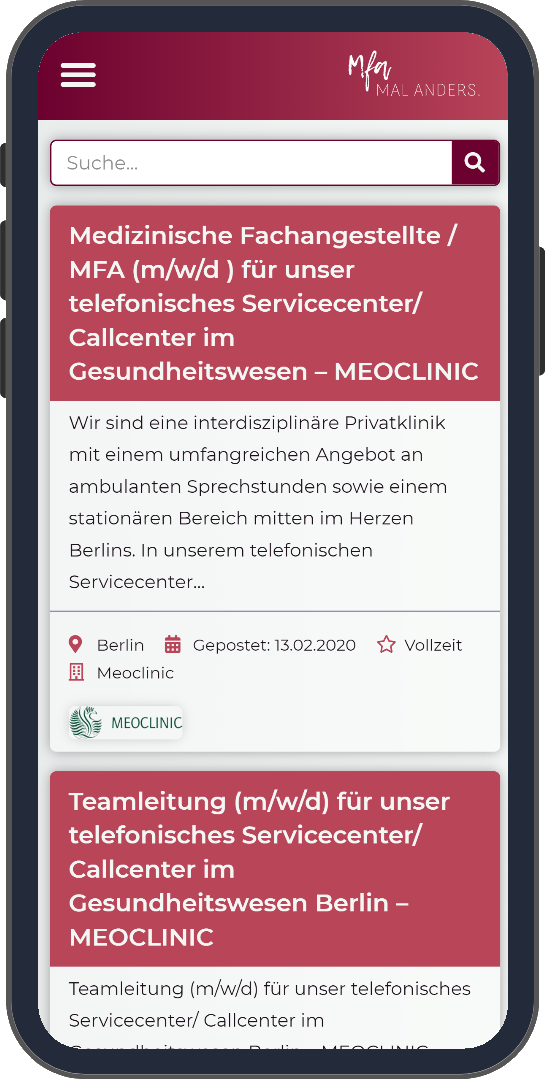 Mfa
MAL ANDERS.
Suche...
Medizinische Fachangestellte /
MFA (m/w/d ) für unser
telefonisches Servicecenter/
Callcenter im
Gesundheitswesen – MEOCLINIC
Wir sind eine interdisziplinäre Privatklinik
mit einem umfangreichen Angebot an
ambulanten Sprechstunden sowie einem
stationären Bereich mitten im Herzen
Berlins. In unserem telefonischen
Servicecenter...
Berlin Gepostet: 13.02.2020 Vollzeit
Meoclinic
MEOCLINIC
Teamleitung (m/w/d) für unser
telefonisches Servicecenter/
Callcenter im
Gesundheitswesen Berlin –
MEOCLINIC
Teamleitung (m/w/d) für unser telefonisches
Servicecenter/ Callcenter im
Gesundheitswesen Berlin – MEOCLINIC